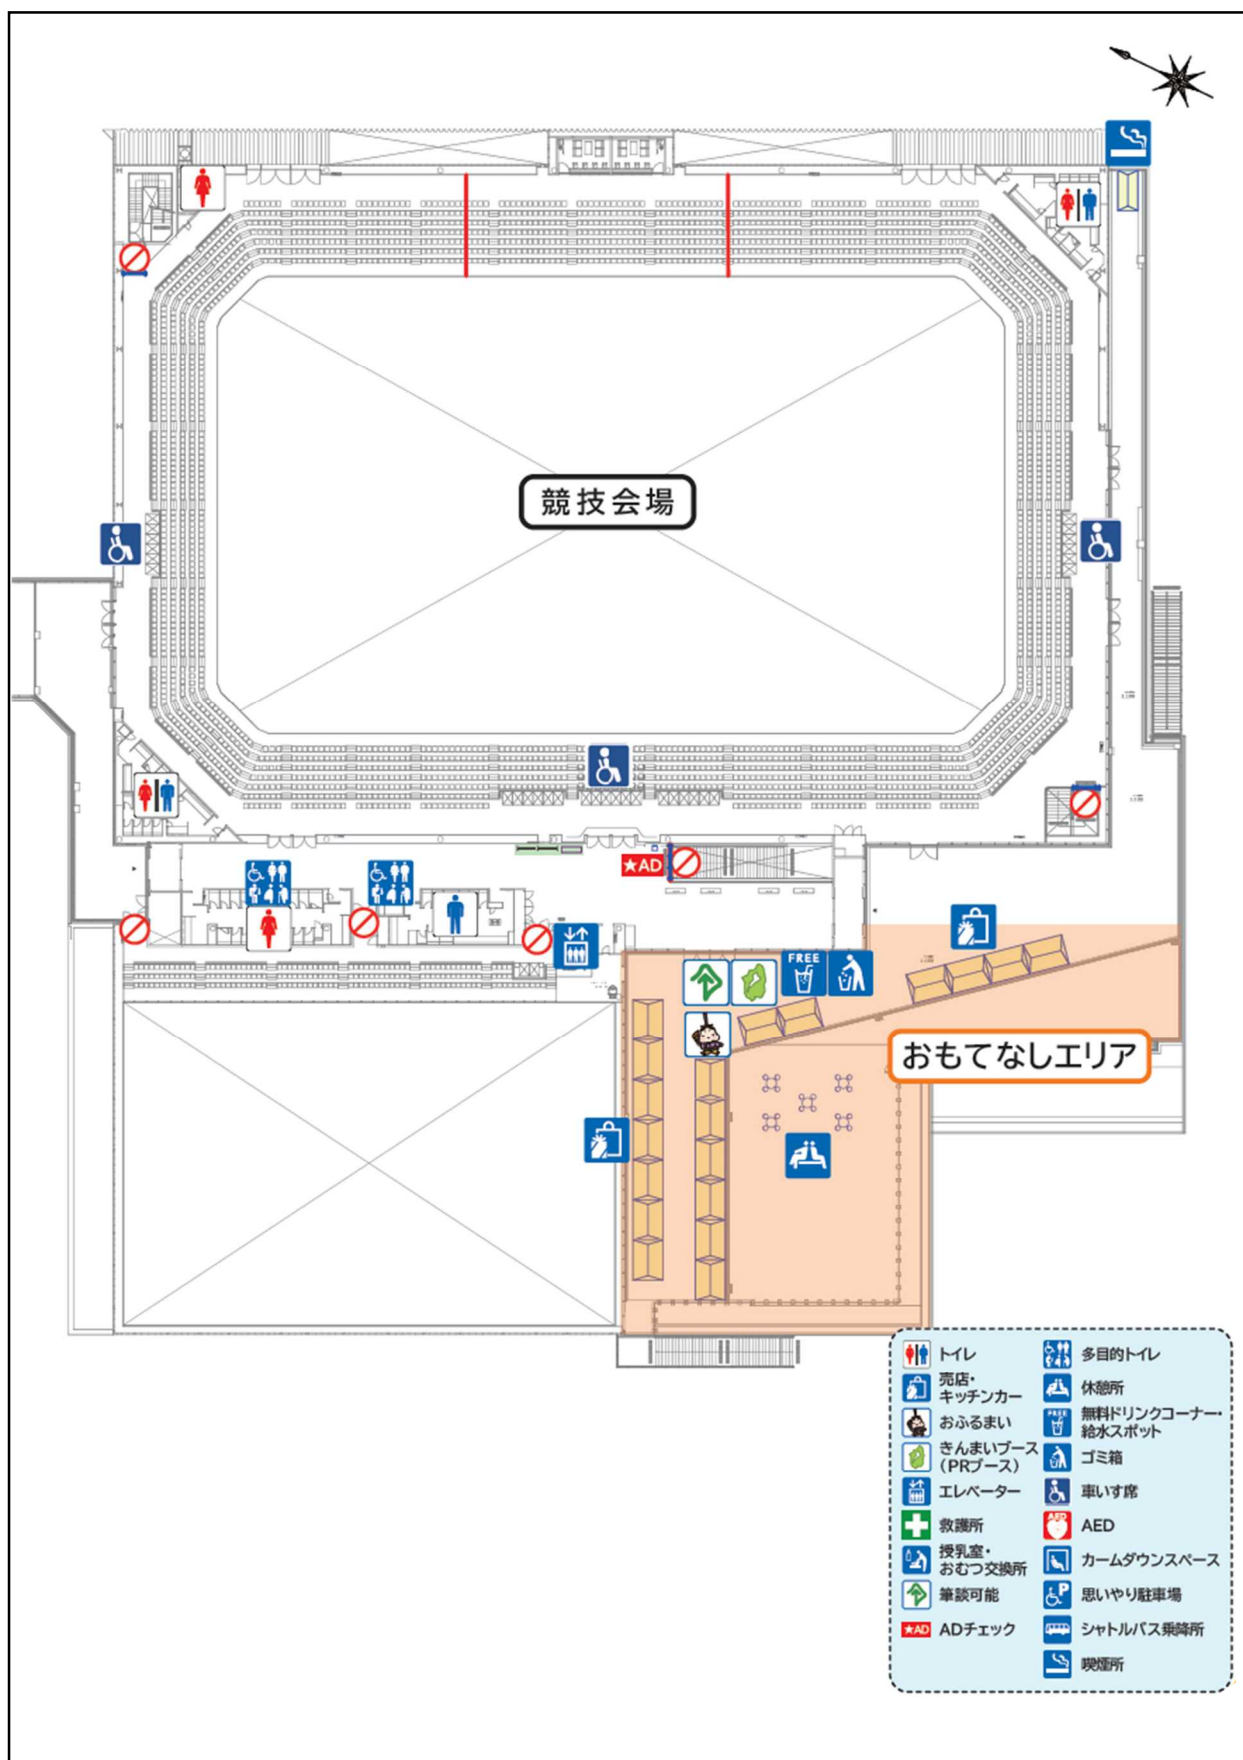 競技会場
★AD
FREE
おもてなしエリア
トイレ
売店・
キッチンカー
おふるまい
きんまいブース
(PRブース)
エレベーター
救護所
授乳室・
おむつ交換所
筆談可能
★AD ADチェック
多目的トイレ
休憩所
FREE 無料ドリンクコーナー・
給水スポット
ゴミ箱
車いす席
AED AED
カームダウンスペース
P 思いやり駐車場
シャトルバス乗降所
喫煙所